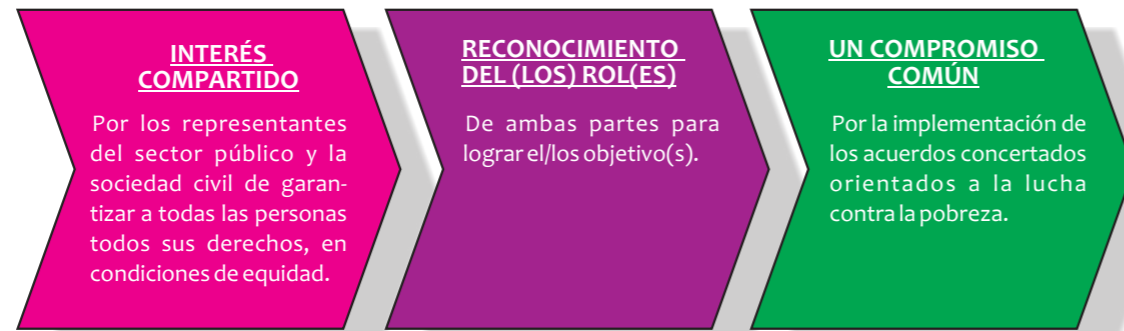 INTERÉS
COMPARTIDO
Por los representantes
del sector público y la
sociedad civil de garan-
tizar a todas las personas
todos sus derechos, en
condiciones de equidad.
RECONOCIMIENTO
DEL (LOS) ROL(ES)
De ambas partes para
lograr el/los objetivo(s).
UN COMPROMISO
COMÚN
Por la implementación de
los acuerdos concertados
orientados a la lucha
contra la pobreza.